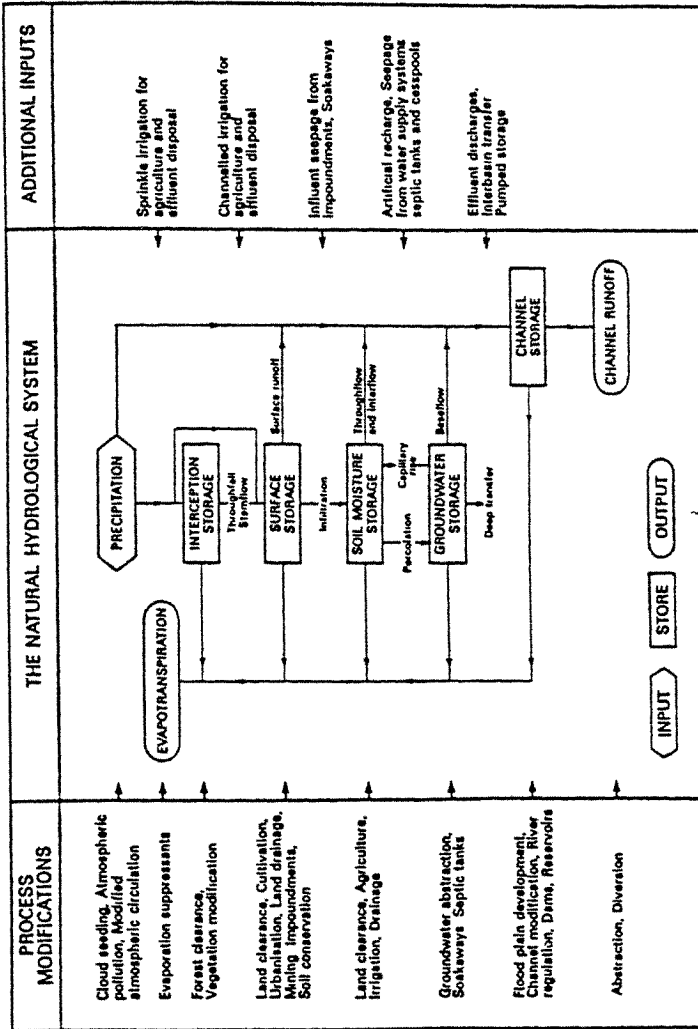 PROCESS
MODIFICATIONS
Cloud seeding, Atmospheric
pollution, Modified
atmospheric circulation
Evaporation suppressants
Forest clearance,
Vegetation modification
Land clearance, Cultivation,
Urbanisation, Land drainage,
Mining Impoundments,
Soil conservation
Land clearance, Agriculture,
Irrigation, Drainage
Groundwater abstraction,
Soakaways Septic tanks
Flood plain development,
Channel modification, River
regulation, Dams, Reservoirs
Abstraction, Diversion
THE NATURAL HYDROLOGICAL SYSTEM
PRECIPITATION
EVAPOTRANSPIRATION
INTERCEPTION
STORAGE
Throughfall
Stemflow
SURFACE
STORAGE
Surface runoff
Infiltration
SOIL MOISTURE
STORAGE
Throughflow
and interflow
Percolation
Capillary
rise
GROUNDWATER
STORAGE
Baseflow
Deep transfer
CHANNEL
STORAGE
CHANNEL RUNOFF
INPUT
STORE
OUTPUT
ADDITIONAL INPUTS
Sprinkle irrigation for
agriculture and
effluent disposal
Channelled irrigation for
agriculture and
effluent disposal
Influent seepage from
impoundments, Soakaways
Artificial recharge, Seepage
from water supply systems
septic tanks and cesspools
Effluent discharges,
Interbasin transfer
Pumped storage